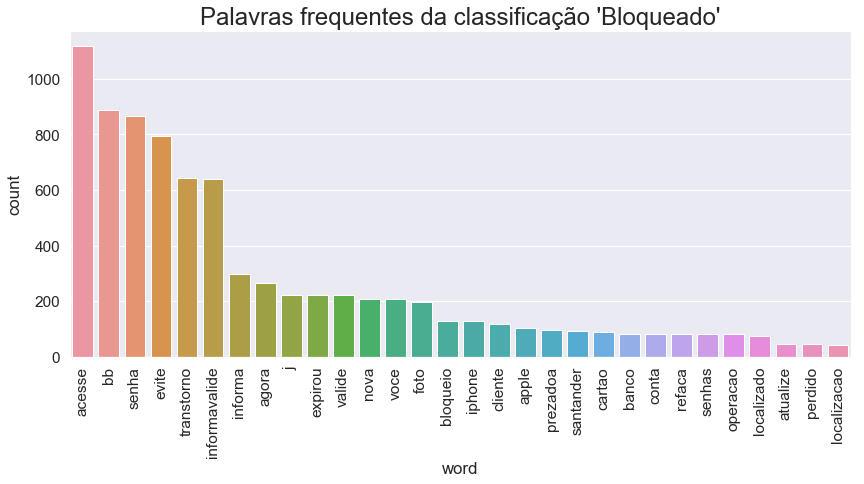 Palavras frequentes da classificação 'Bloqueado'
1000
800
600
400
200
0
count
acesse
bb
senha
evite
transtorno
informavalide
informa
agora
j
expirou
valide
nova
voce
foto
bloqueio
iphone
cliente
apple
prezadoa
santander
cartao
banco
conta
refaca
senhas
operacao
localizado
atualize
perdido
localizacao
word